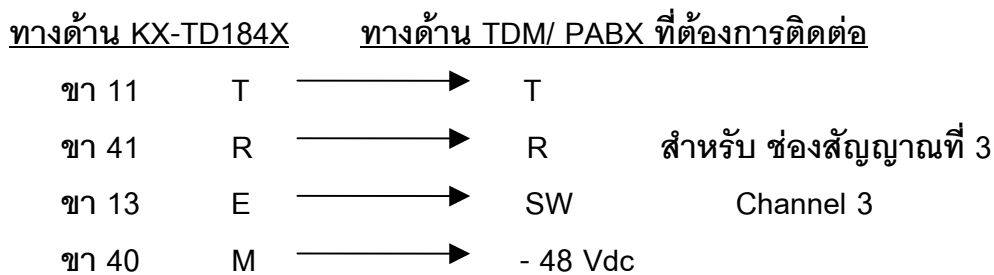 ทางด้าน KX-TD184X ทางด้าน TDM/ PABX ที่ต้องการติดต่อ
ขา 11 T T
ขา 41 R R สำหรับ ช่องสัญญาณที่ 3
ขา 13 E SW Channel 3
ขา 40 M - 48 Vdc